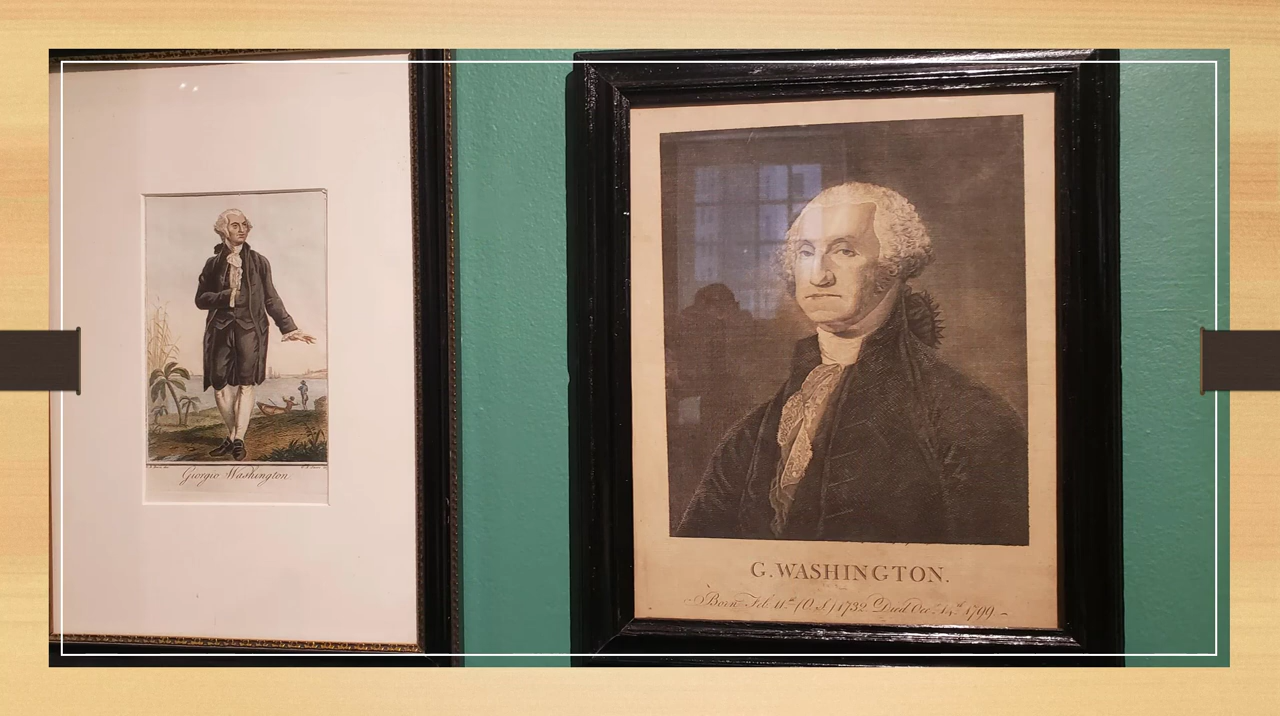 Giorgio Washington.
G. WASHINGTON.
Born Feb. 11th (O.S) 1732 Died Dec. 14th 1799